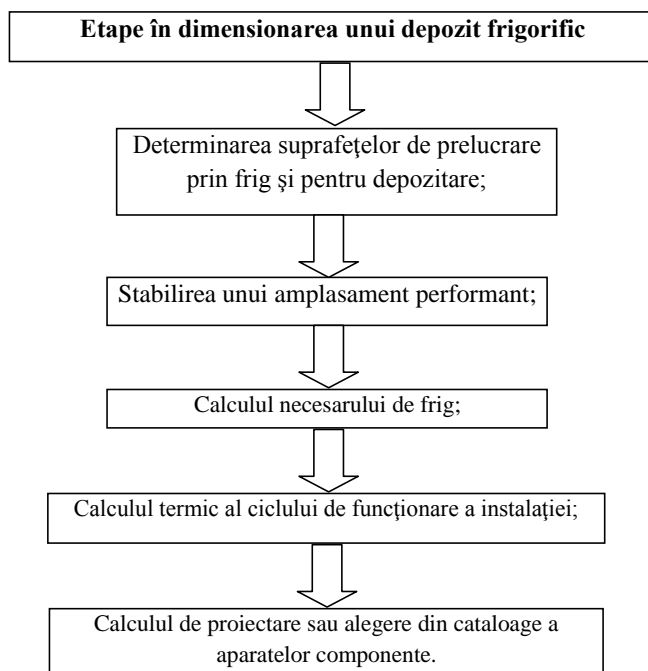 Etape în dimensionarea unui depozit frigorific
Determinarea suprafeţelor de prelucrare
prin frig şi pentru depozitare;
Stabilirea unui amplasament performant;
Calculul necesarului de frig;
Calculul termic al ciclului de funcţionare a instalaţiei;
Calculul de proiectare sau alegere din cataloage a
aparatelor componente.